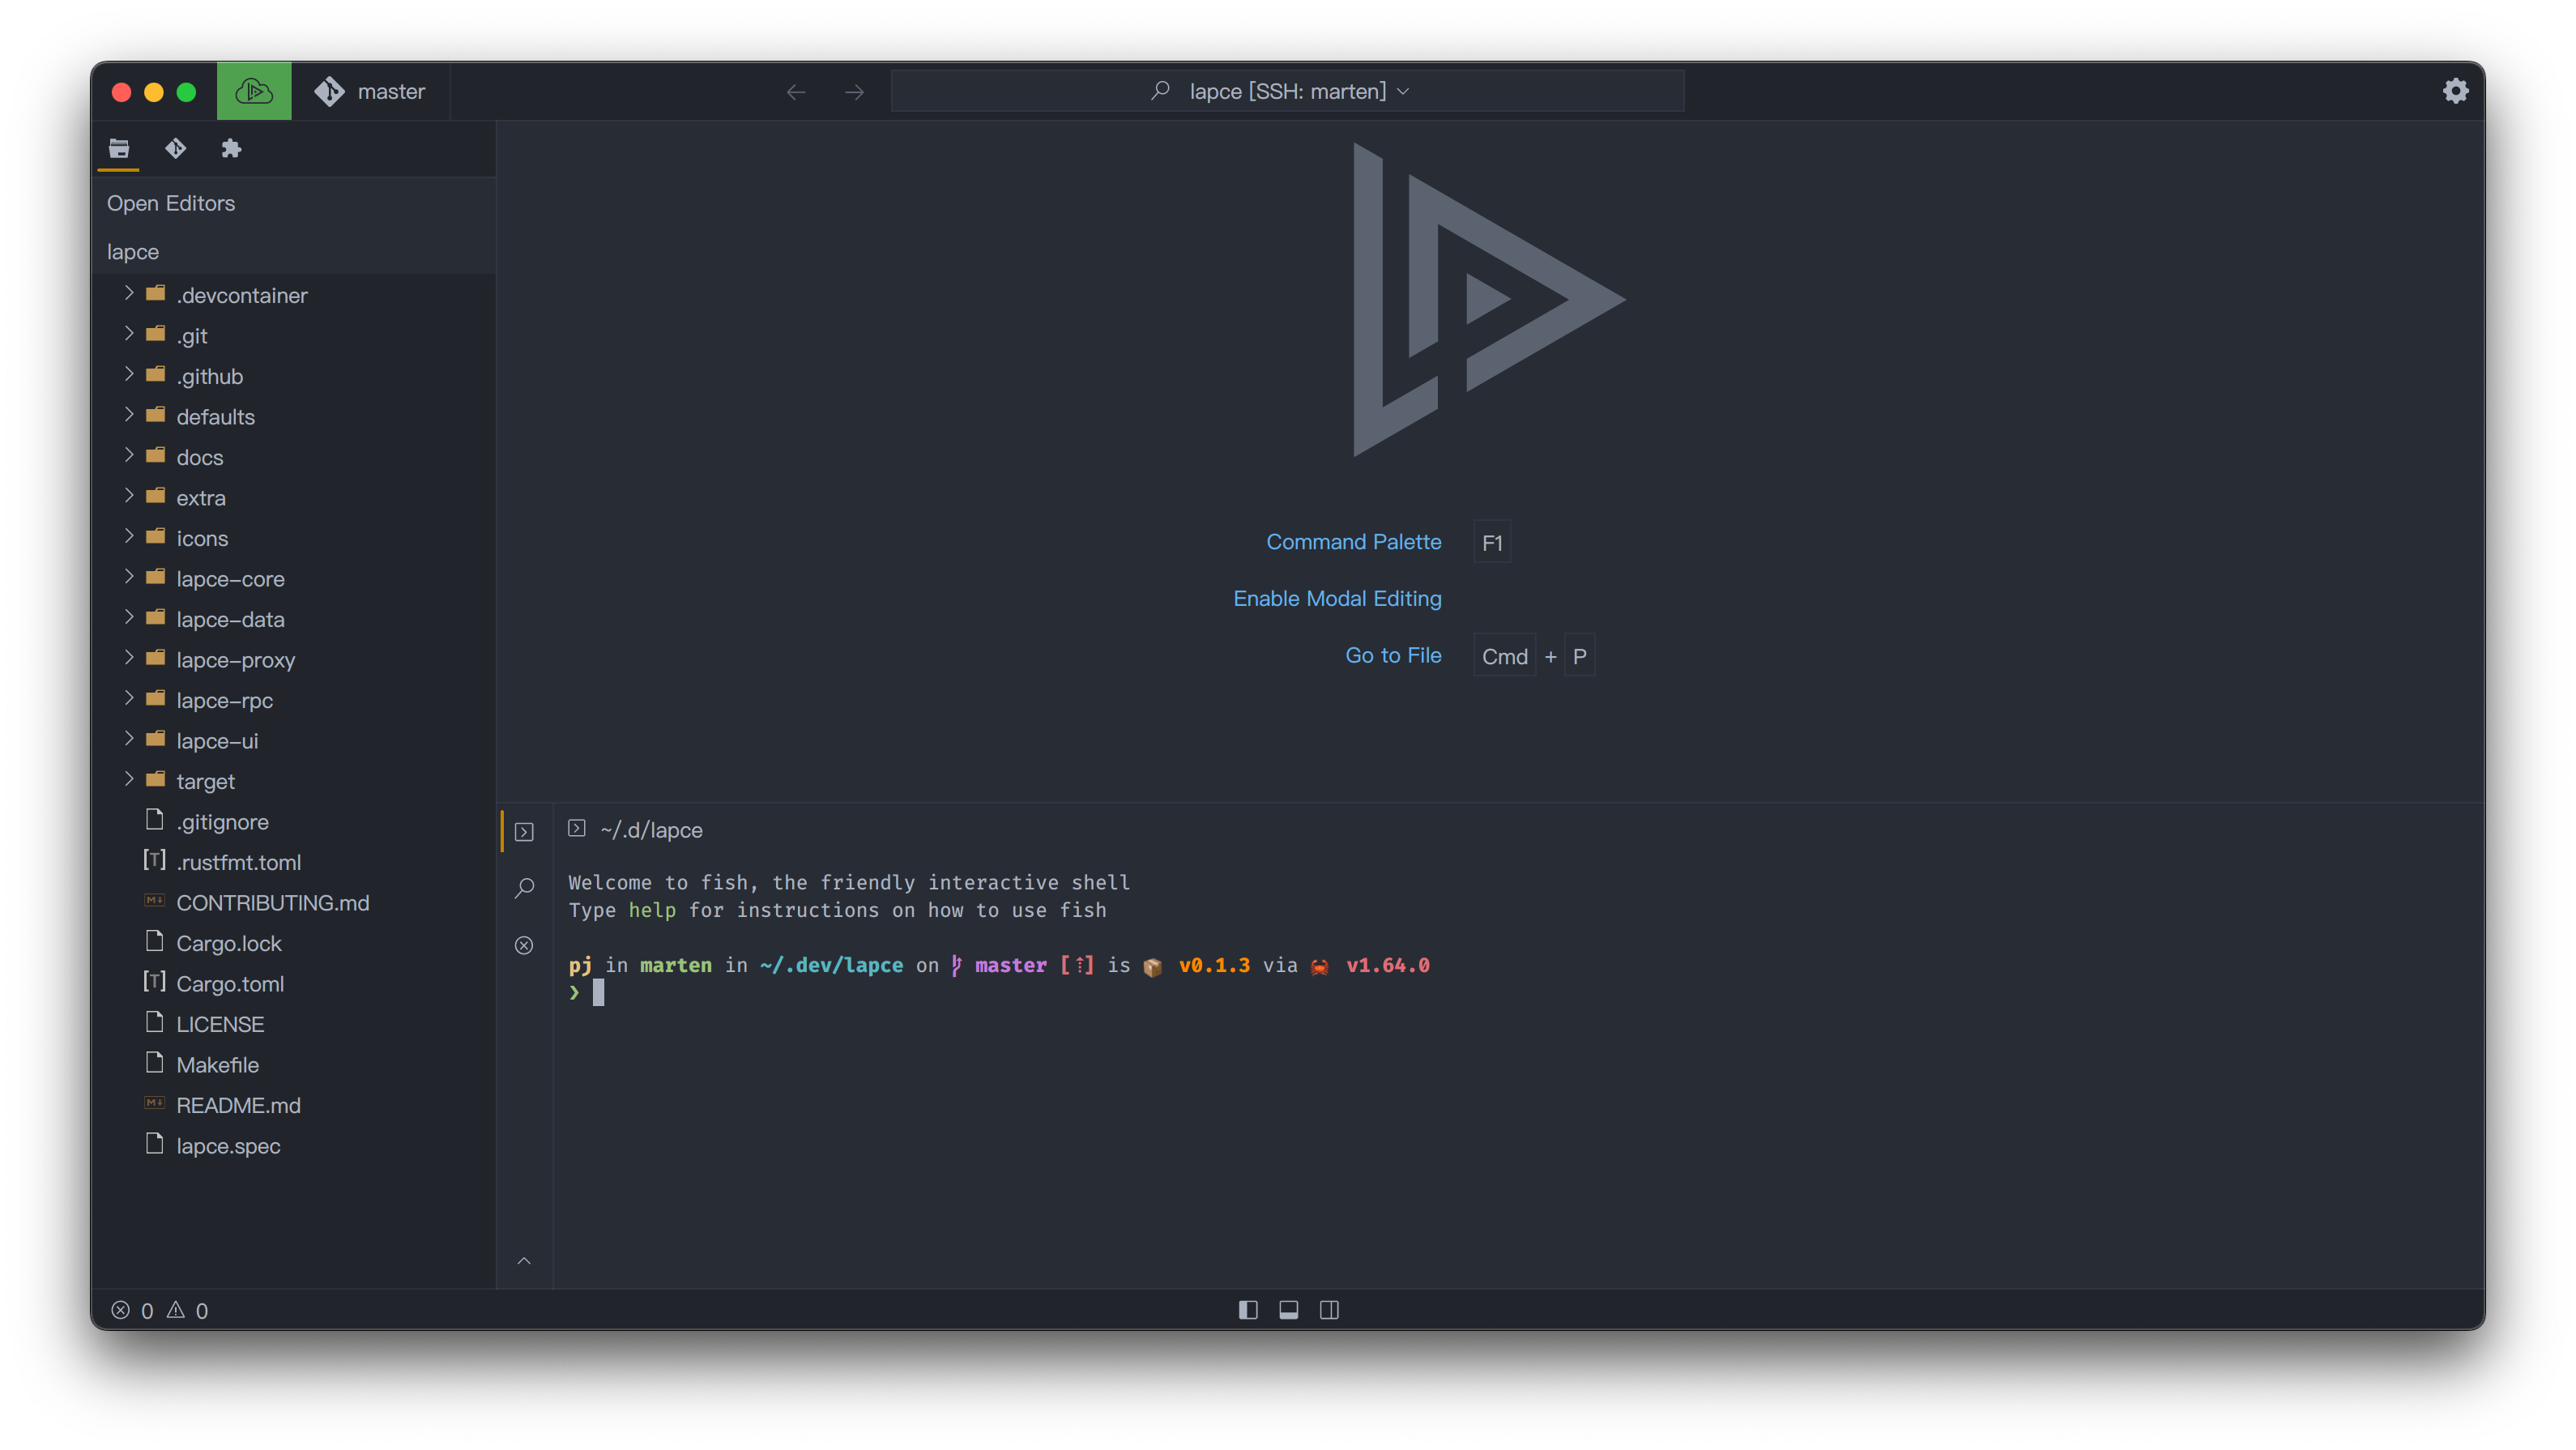 master
lapce [SSH: marten]
Open Editors
lapce
.devcontainer
.git
.github
defaults
docs
extra
icons
lapce-core
lapce-data
lapce-proxy
lapce-rpc
lapce-ui
target
.gitignore
[T] .rustfmt.toml
M↓ CONTRIBUTING.md
Cargo.lock
[T] Cargo.toml
LICENSE
Makefile
M↓ README.md
lapce.spec
Command Palette F1
Enable Modal Editing
Go to File Cmd + P
~/.d/lapce
Welcome to fish, the friendly interactive shell
Type help for instructions on how to use fish
pj in marten in ~/.dev/lapce on master [⇡] is 📦 v0.1.3 via 🦀 v1.64.0
❯
0 0